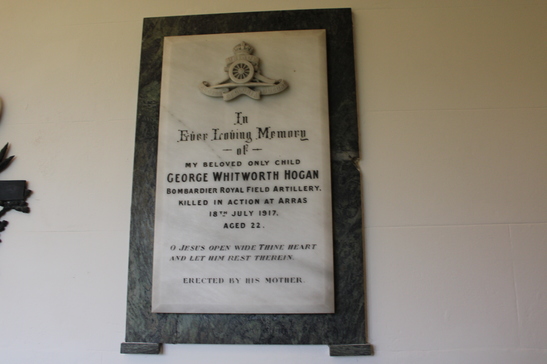 In
Ever Loving Memory
— of —
MY BELOVED ONLY CHILD
GEORGE WHITWORTH HOGAN
BOMBARDIER ROYAL FIELD ARTILLERY.
KILLED IN ACTION AT ARRAS
18TH JULY 1917.
AGED 22.
O JESUS OPEN WIDE THINE HEART
AND LET HIM REST THEREIN.
ERECTED BY HIS MOTHER.